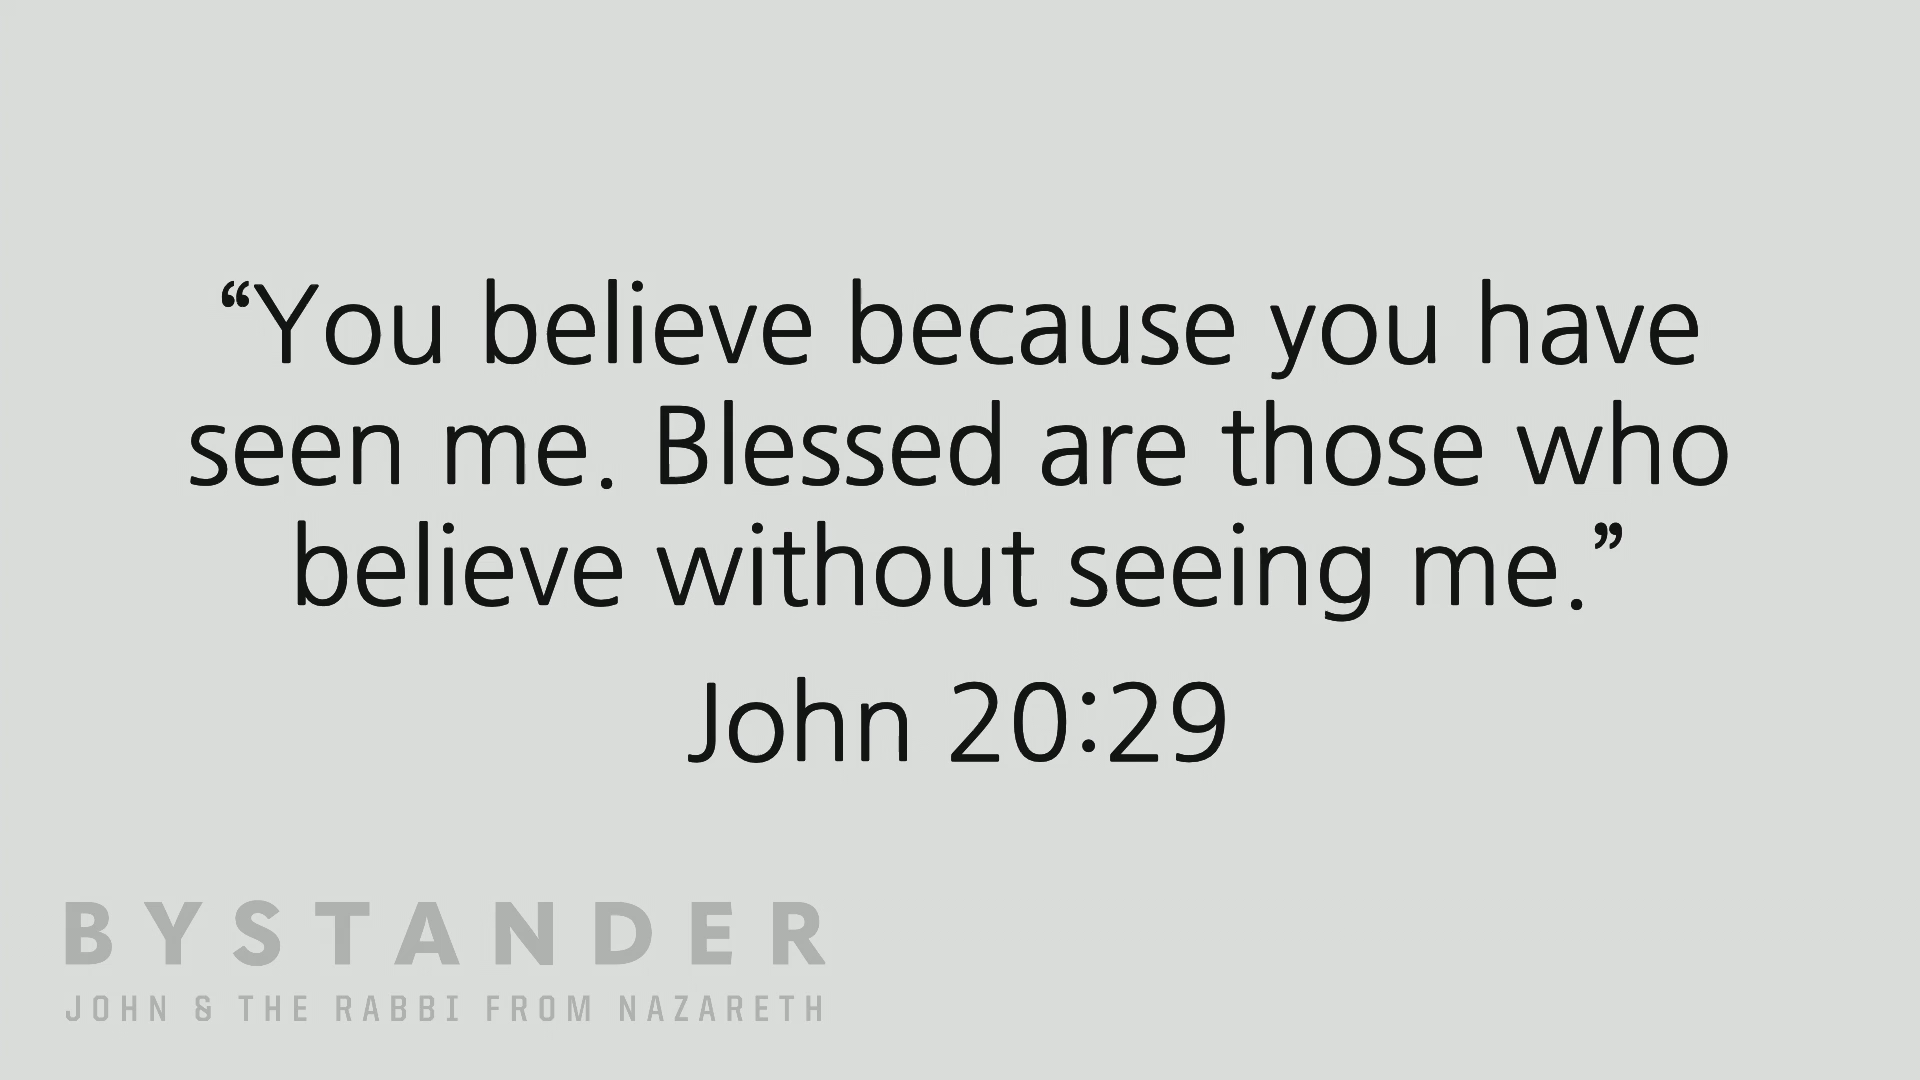 “You believe because you have
seen me. Blessed are those who
believe without seeing me.”
John 20:29
BYSTANDER
JOHN & THE RABBI FROM NAZARETH